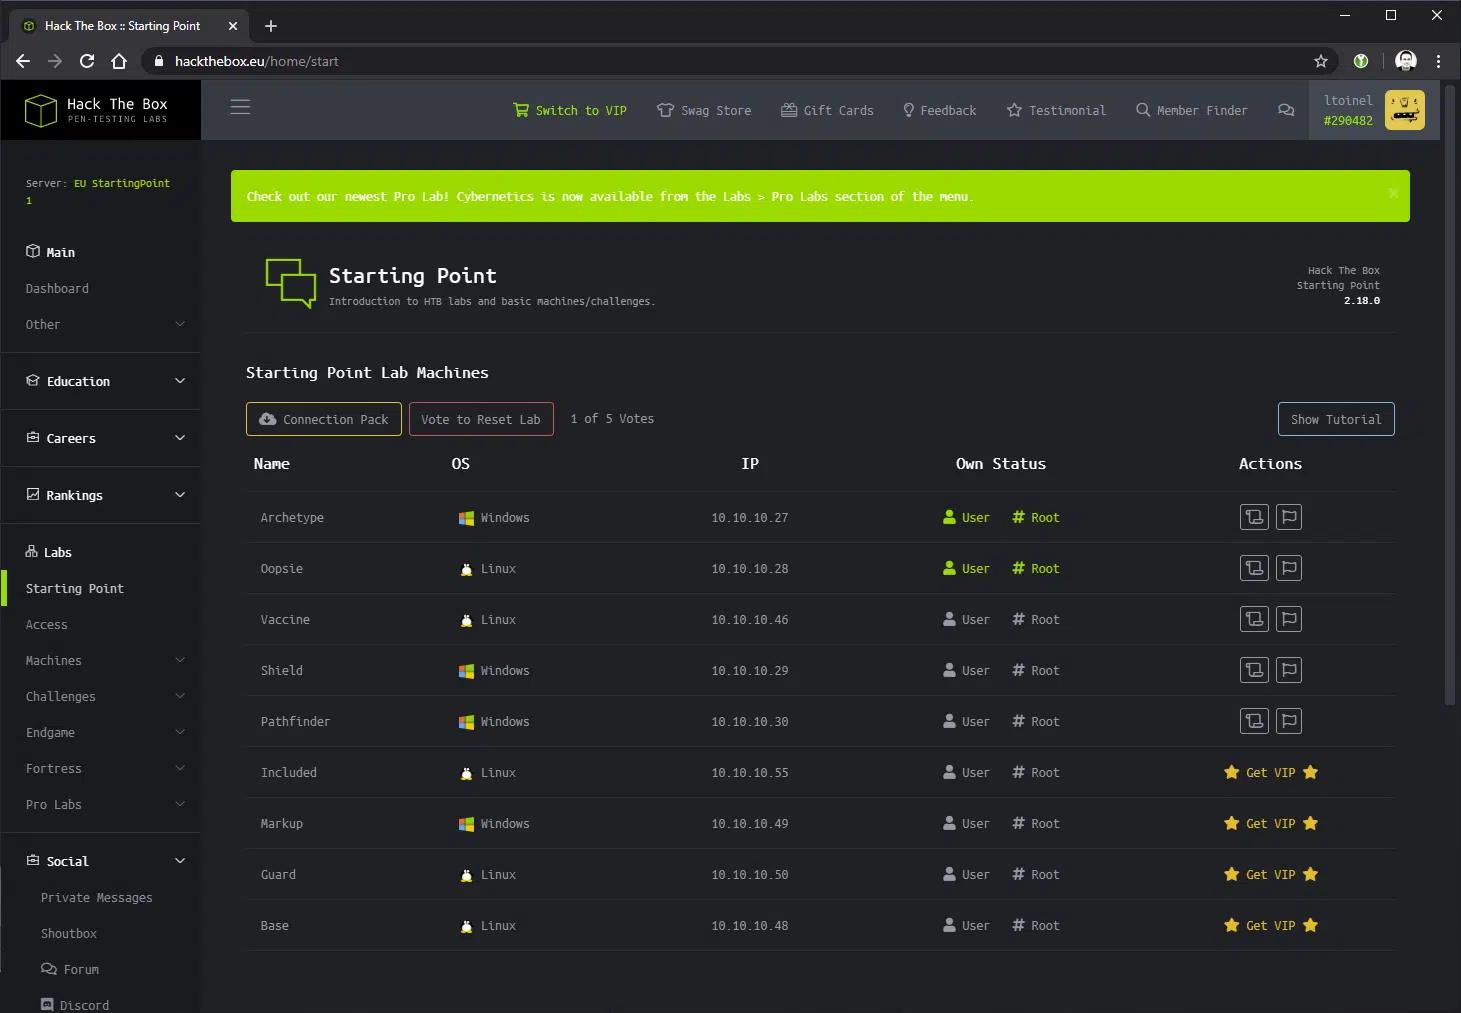 Hack The Box :: Starting Point
hackthebox.eu/home/start
Hack The Box
PEN-TESTING LABS
Switch to VIP
Swag Store
Gift Cards
Feedback
Testimonial
Member Finder
ltoinel
#290482
Server: EU StartingPoint
1
Main
Dashboard
Other
Education
Careers
Rankings
Labs
Starting Point
Access
Machines
Challenges
Endgame
Fortress
Pro Labs
Social
Private Messages
Shoutbox
Forum
Discord
Check out our newest Pro Lab! Cybernetics is now available from the Labs > Pro Labs section of the menu.
Starting Point
Introduction to HTB labs and basic machines/challenges.
Hack The Box
Starting Point
2.18.0
Starting Point Lab Machines
Connection Pack
Vote to Reset Lab
1 of 5 Votes
Show Tutorial
Name OS IP Own Status Actions
Archetype Windows 10.10.10.27 User # Root
Oopsie Linux 10.10.10.28 User # Root
Vaccine Linux 10.10.10.46 User # Root
Shield Windows 10.10.10.29 User # Root
Pathfinder Windows 10.10.10.30 User # Root
Included Linux 10.10.10.55 User # Root Get VIP
Markup Windows 10.10.10.49 User # Root Get VIP
Guard Linux 10.10.10.50 User # Root Get VIP
Base Linux 10.10.10.48 User # Root Get VIP